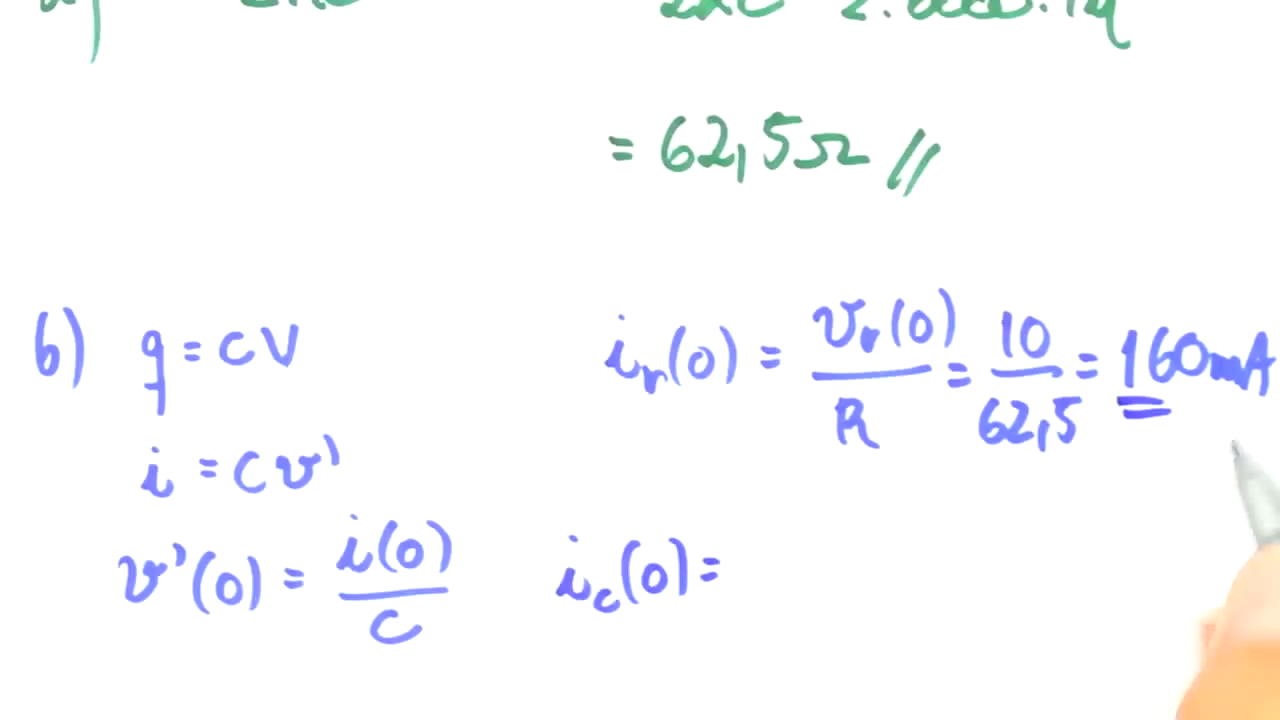 = 62,5Ω //
b) q = CV
i = Cv'
v'(0) = i(0) / C
i_r(0) = v_r(0) / R = 10 / 62,5 = 160mA
i_c(0) =